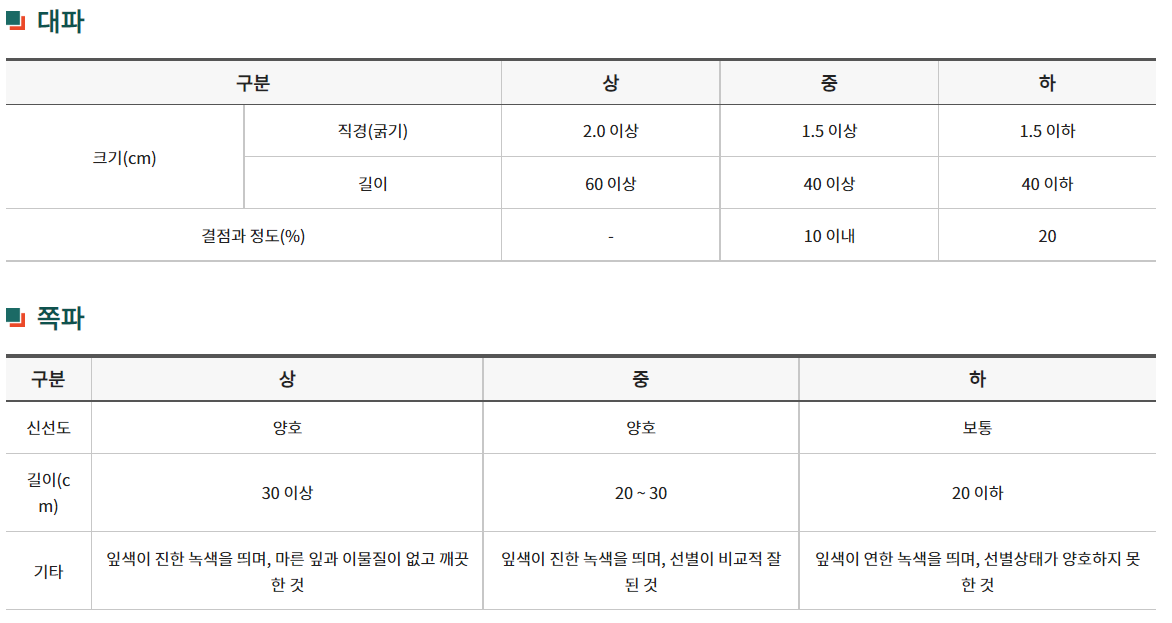 대파
구분 상 중 하
크기(cm) 직경(굵기) 2.0 이상 1.5 이상 1.5 이하
길이 60 이상 40 이상 40 이하
결점과 정도(%) - 10 이내 20
쪽파
구분 상 중 하
신선도 양호 양호 보통
길이(c
m) 30 이상 20 ~ 30 20 이하
기타 잎색이 진한 녹색을 띄며, 마른 잎과 이물질이 없고 깨끗
한 것 잎색이 진한 녹색을 띄며, 선별이 비교적 잘
된 것 잎색이 연한 녹색을 띄며, 선별상태가 양호하지 못
한 것